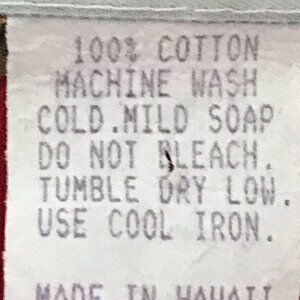 100% COTTON
MACHINE WASH
COLD.MILD SOAP
DO NOT BLEACH.
TUMBLE DRY LOW.
USE COOL IRON.
MADE IN HAWAII